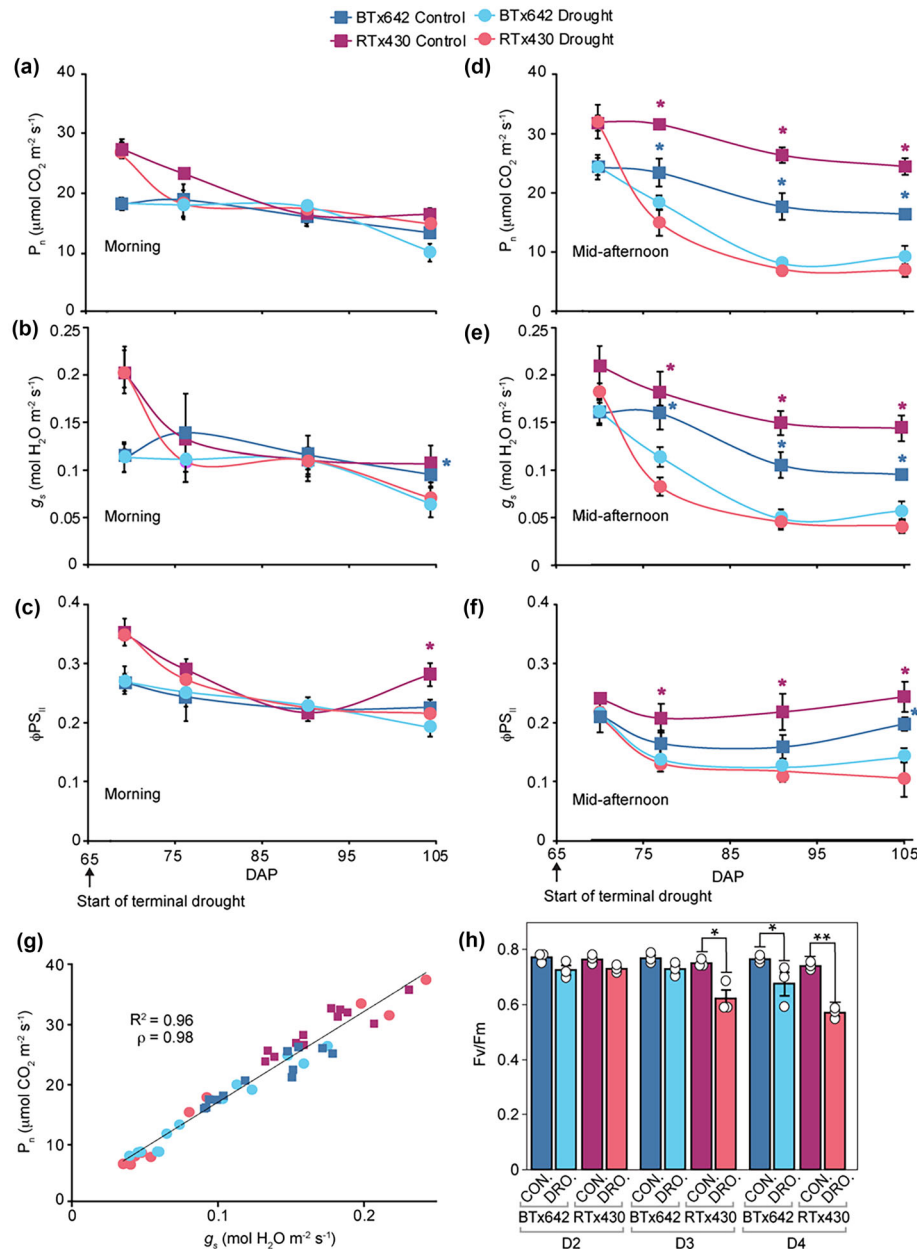 BTx642 Control BTx642 Drought
RTx430 Control RTx430 Drought
(a)
40
30
20
10
0
Pn (μmol CO2 m-2 s-1)
Morning
(b)
0.25
0.2
0.15
0.1
0.05
0
gs (mol H2O m-2 s-1)
Morning
*
(c)
0.4
0.3
0.2
0.1
0
ϕPSII
Morning
*
65 75 85 95 105
DAP
Start of terminal drought
(d)
40
30
20
10
0
Pn (μmol CO2 m-2 s-1)
Mid-afternoon
* * *
* * *
(e)
0.25
0.2
0.15
0.1
0.05
0
gs (mol H2O m-2 s-1)
Mid-afternoon
* * *
* * *
(f)
0.4
0.3
0.2
0.1
0
ϕPSII
Mid-afternoon
* * *
*
65 75 85 95 105
DAP
Start of terminal drought
(g)
40
30
20
10
0
Pn (μmol CO2 m-2 s-1)
R2 = 0.96
ρ = 0.98
0.1 0.2
gs (mol H2O m-2 s-1)
(h)
0.8
0.6
0.4
0.2
0
Fv/Fm
* * **
CON. DRO. CON. DRO. CON. DRO. CON. DRO. CON. DRO. CON. DRO.
BTx642 RTx430 BTx642 RTx430 BTx642 RTx430
D2 D3 D4